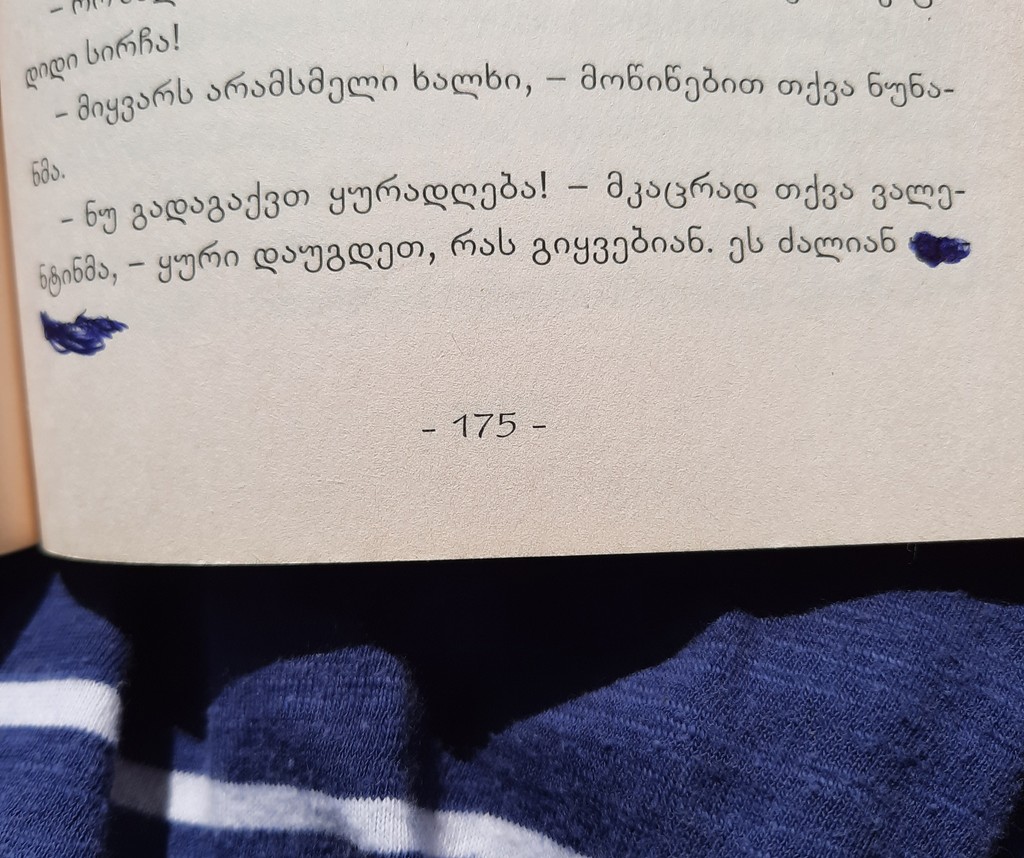 დიდი სირჩა!
– მიყვარს არამსმელი ხალხი, – მოწიწებით თქვა ნუნა-
ნმა.
– ნუ გადაგაქვთ ყურადღება! – მკაცრად თქვა ვალე-
ნტინმა, – ყური დაუგდეთ, რას გიყვებიან. ეს ძალიან
- 175 -